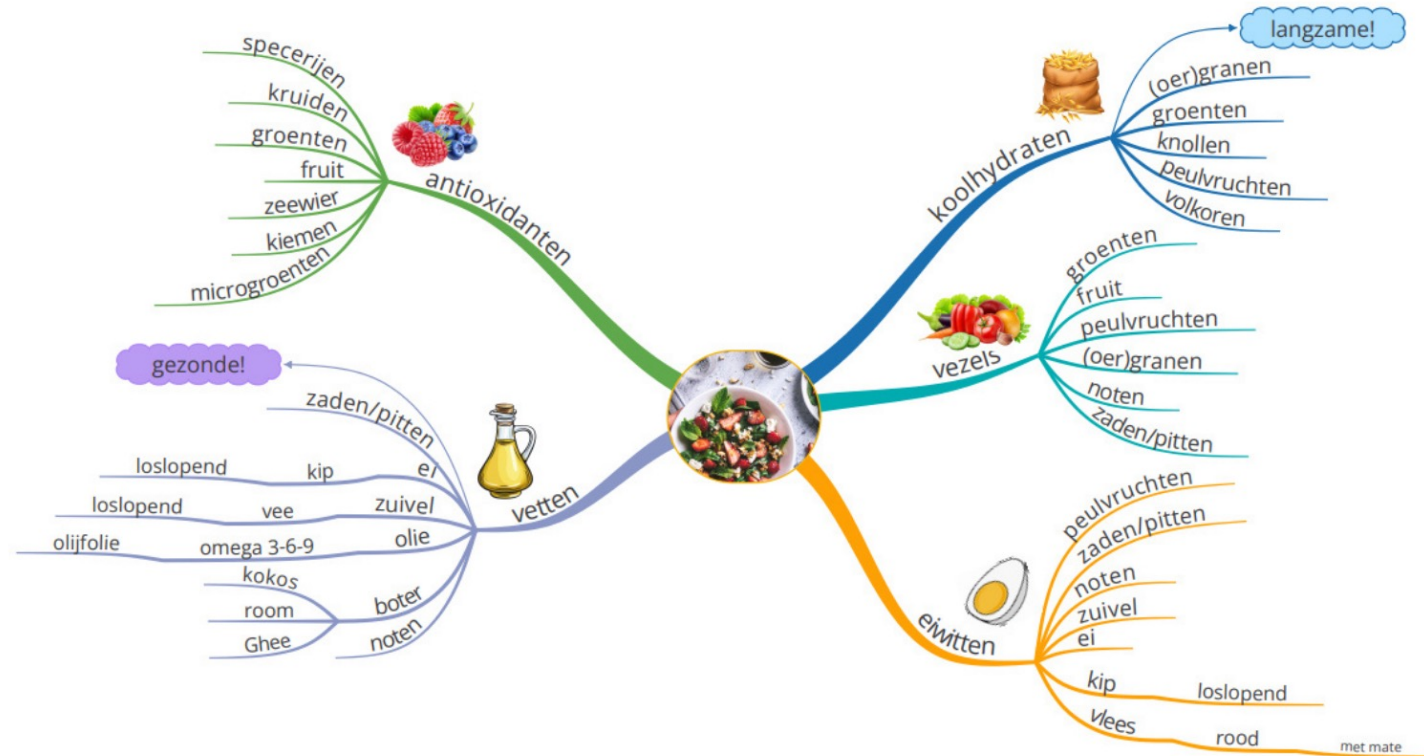 langzame!
koolhydraten
(oer)granen
groenten
knollen
peulvruchten
volkoren
vezels
groenten
fruit
peulvruchten
(oer)granen
noten
zaden/pitten
eiwitten
peulvruchten
zaden/pitten
noten
zuivel
ei
kip
loslopend
vlees
rood
met mate
antioxidanten
specerijen
kruiden
groenten
fruit
zeewier
kiemen
microgroenten
vetten
gezonde!
zaden/pitten
ei
kip
loslopend
zuivel
vee
loslopend
olie
omega 3-6-9
olijfolie
boter
kokos
room
Ghee
noten